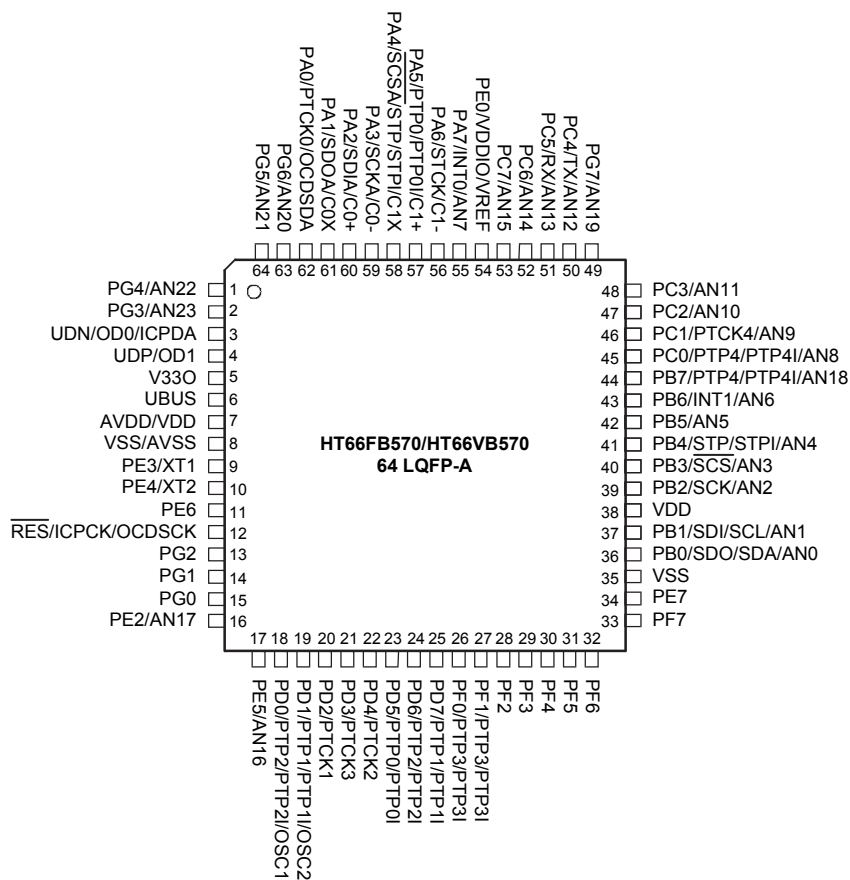 PG5/AN21
PG6/AN20
PA0/PTCK0/OCDSDA
PA1/SDOA/C0X
PA2/SDIA/C0+
PA3/SCKA/C0-
PA4/SCSA/STP/STPI/C1X
PA5/PTP0/PTP0I/C1+
PA6/STCK/C1-
PA7/INT0/AN7
PE0/VDDIO/VREF
PC7/AN15
PC6/AN14
PC5/RX/AN13
PC4/TX/AN12
PG7/AN19
64 63 62 61 60 59 58 57 56 55 54 53 52 51 50 49
PG4/AN22 1
PG3/AN23 2
UDN/OD0/ICPDA 3
UDP/OD1 4
V33O 5
UBUS 6
AVDD/VDD 7
VSS/AVSS 8
PE3/XT1 9
PE4/XT2 10
PE6 11
RES/ICPCK/OCDSCK 12
PG2 13
PG1 14
PG0 15
PE2/AN17 16
HT66FB570/HT66VB570
64 LQFP-A
48 PC3/AN11
47 PC2/AN10
46 PC1/PTCK4/AN9
45 PC0/PTP4/PTP4I/AN8
44 PB7/PTP4/PTP4I/AN18
43 PB6/INT1/AN6
42 PB5/AN5
41 PB4/STP/STPI/AN4
40 PB3/SCS/AN3
39 PB2/SCK/AN2
38 VDD
37 PB1/SDI/SCL/AN1
36 PB0/SDO/SDA/AN0
35 VSS
34 PE7
33 PF7
17 18 19 20 21 22 23 24 25 26 27 28 29 30 31 32
PE5/AN16
PD0/PTP2/PTP2I/OSC1
PD1/PTP1/PTP1I/OSC2
PD2/PTCK1
PD3/PTCK3
PD4/PTCK2
PD5/PTP0/PTP0I
PD6/PTP2/PTP2I
PD7/PTP1/PTP1I
PF0/PTP3/PTP3I
PF1/PTP3/PTP3I
PF2
PF3
PF4
PF5
PF6